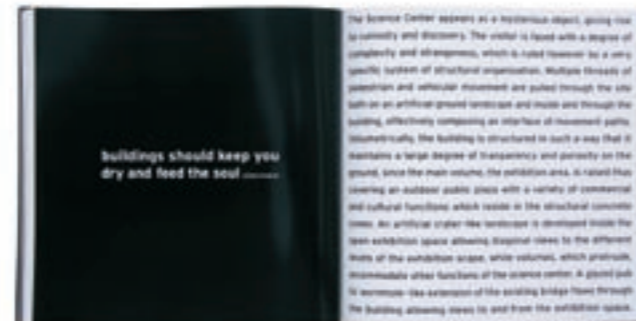 buildings should keep you
dry and feed the soul
The Science Center appears as a mysterious object, giving rise
to curiosity and discovery. The visitor is faced with a degree of
complexity and strangeness, which is ruled however by a very
specific system of structural organisation. Multiple threads of
pedestrian and vehicular movement are pulled through the site
both on an artificial ground landscape and inside and through the
building, effectively composing an interface of movement paths.
Volumetrically, the building is structured in such a way that it
maintains a large degree of transparency and porosity on the
ground, since the main volume, the exhibition area, is raised thus
covering an outdoor public plaza with a variety of commercial
and cultural functions which reside in the structural concrete
cones. An artificial crater-like landscape is developed inside the
open exhibition space allowing diagonal views to the different
levels of the exhibition scape, while volumes, which protrude,
accommodate other functions of the science center. A glazed public
wormhole-like extension of the existing bridge flows through
the building allowing views to and from the exhibition space.